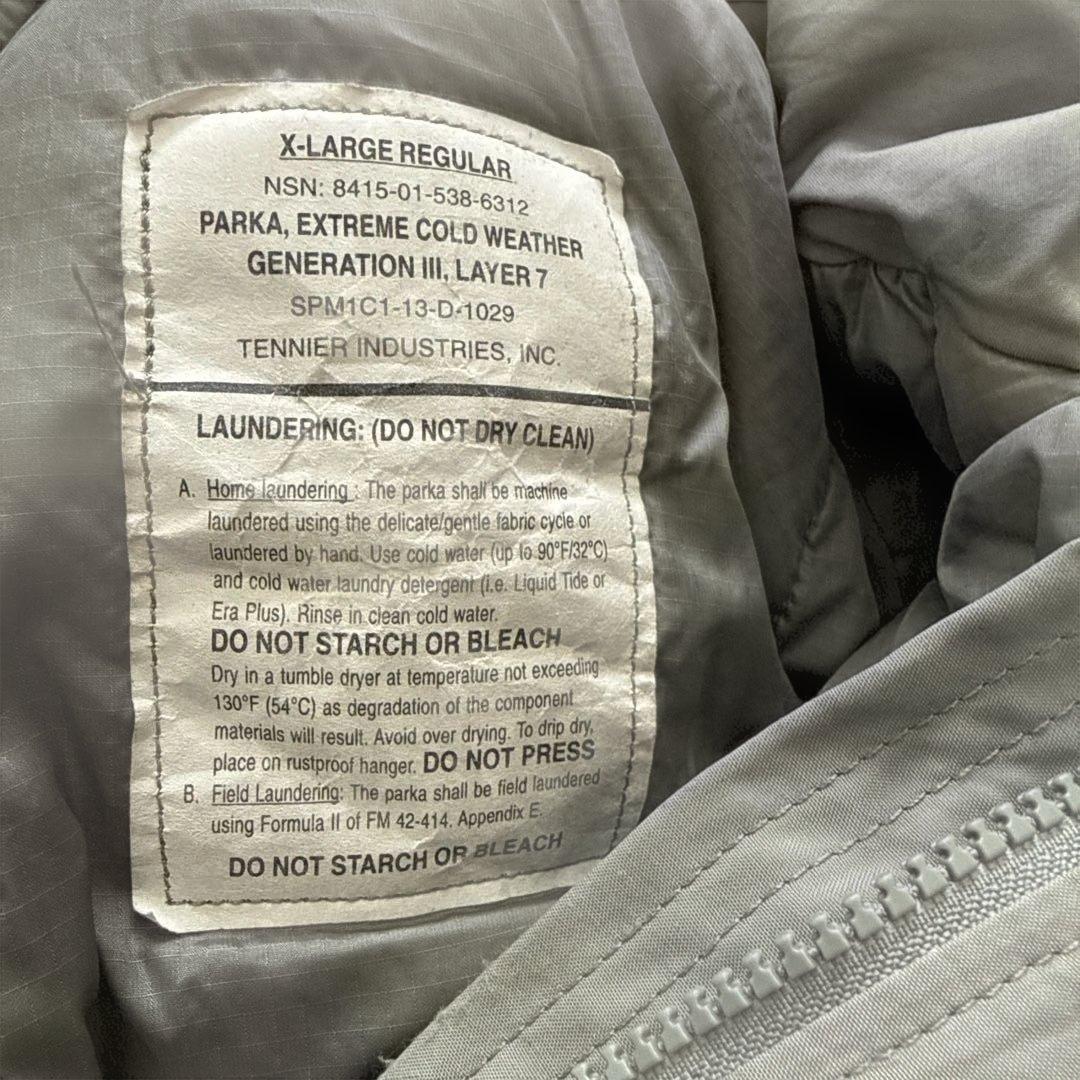 X-LARGE REGULAR
NSN: 8415-01-538-6312
PARKA, EXTREME COLD WEATHER
GENERATION III, LAYER 7
SPM1C1-13-D-1029
TENNIER INDUSTRIES, INC.
LAUNDERING: (DO NOT DRY CLEAN)
A. Home laundering : The parka shall be machine
laundered using the delicate/gentle fabric cycle or
laundered by hand. Use cold water (up to 90°F/32°C)
and cold water laundry detergent (i.e. Liquid Tide or
Era Plus). Rinse in clean cold water.
DO NOT STARCH OR BLEACH
Dry in a tumble dryer at temperature not exceeding
130°F (54°C) as degradation of the component
materials will result. Avoid over drying. To drip dry,
place on rustproof hanger. DO NOT PRESS
B. Field Laundering: The parka shall be field laundered
using Formula II of FM 42-414. Appendix E.
DO NOT STARCH OR BLEACH